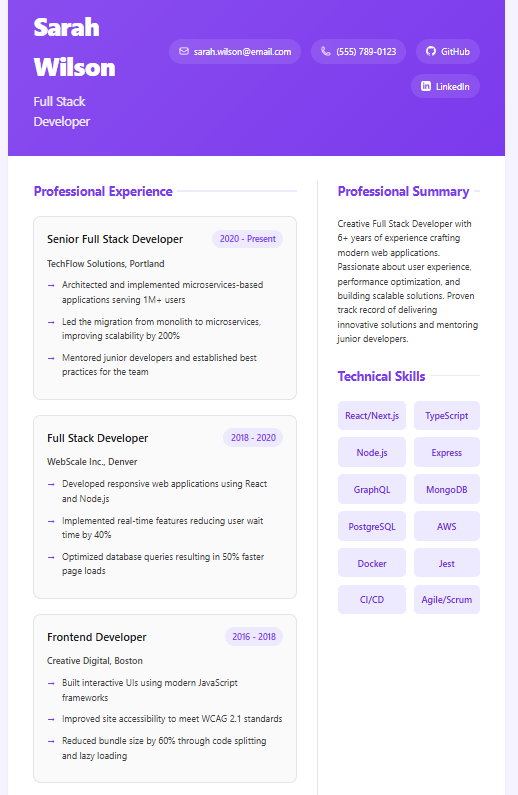 Sarah
Wilson
Full Stack
Developer
sarah.wilson@email.com
(555) 789-0123
GitHub
LinkedIn
Professional Experience
Senior Full Stack Developer
2020 - Present
TechFlow Solutions, Portland
→ Architected and implemented microservices-based
applications serving 1M+ users
→ Led the migration from monolith to microservices,
improving scalability by 200%
→ Mentored junior developers and established best
practices for the team
Full Stack Developer
2018 - 2020
WebScale Inc., Denver
→ Developed responsive web applications using React
and Node.js
→ Implemented real-time features reducing user wait
time by 40%
→ Optimized database queries resulting in 50% faster
page loads
Frontend Developer
2016 - 2018
Creative Digital, Boston
→ Built interactive UIs using modern JavaScript
frameworks
→ Improved site accessibility to meet WCAG 2.1 standards
→ Reduced bundle size by 60% through code splitting
and lazy loading
Professional Summary
Creative Full Stack Developer with
6+ years of experience crafting
modern web applications.
Passionate about user experience,
performance optimization, and
building scalable solutions. Proven
track record of delivering
innovative solutions and mentoring
junior developers.
Technical Skills
React/Next.js
TypeScript
Node.js
Express
GraphQL
MongoDB
PostgreSQL
AWS
Docker
Jest
CI/CD
Agile/Scrum